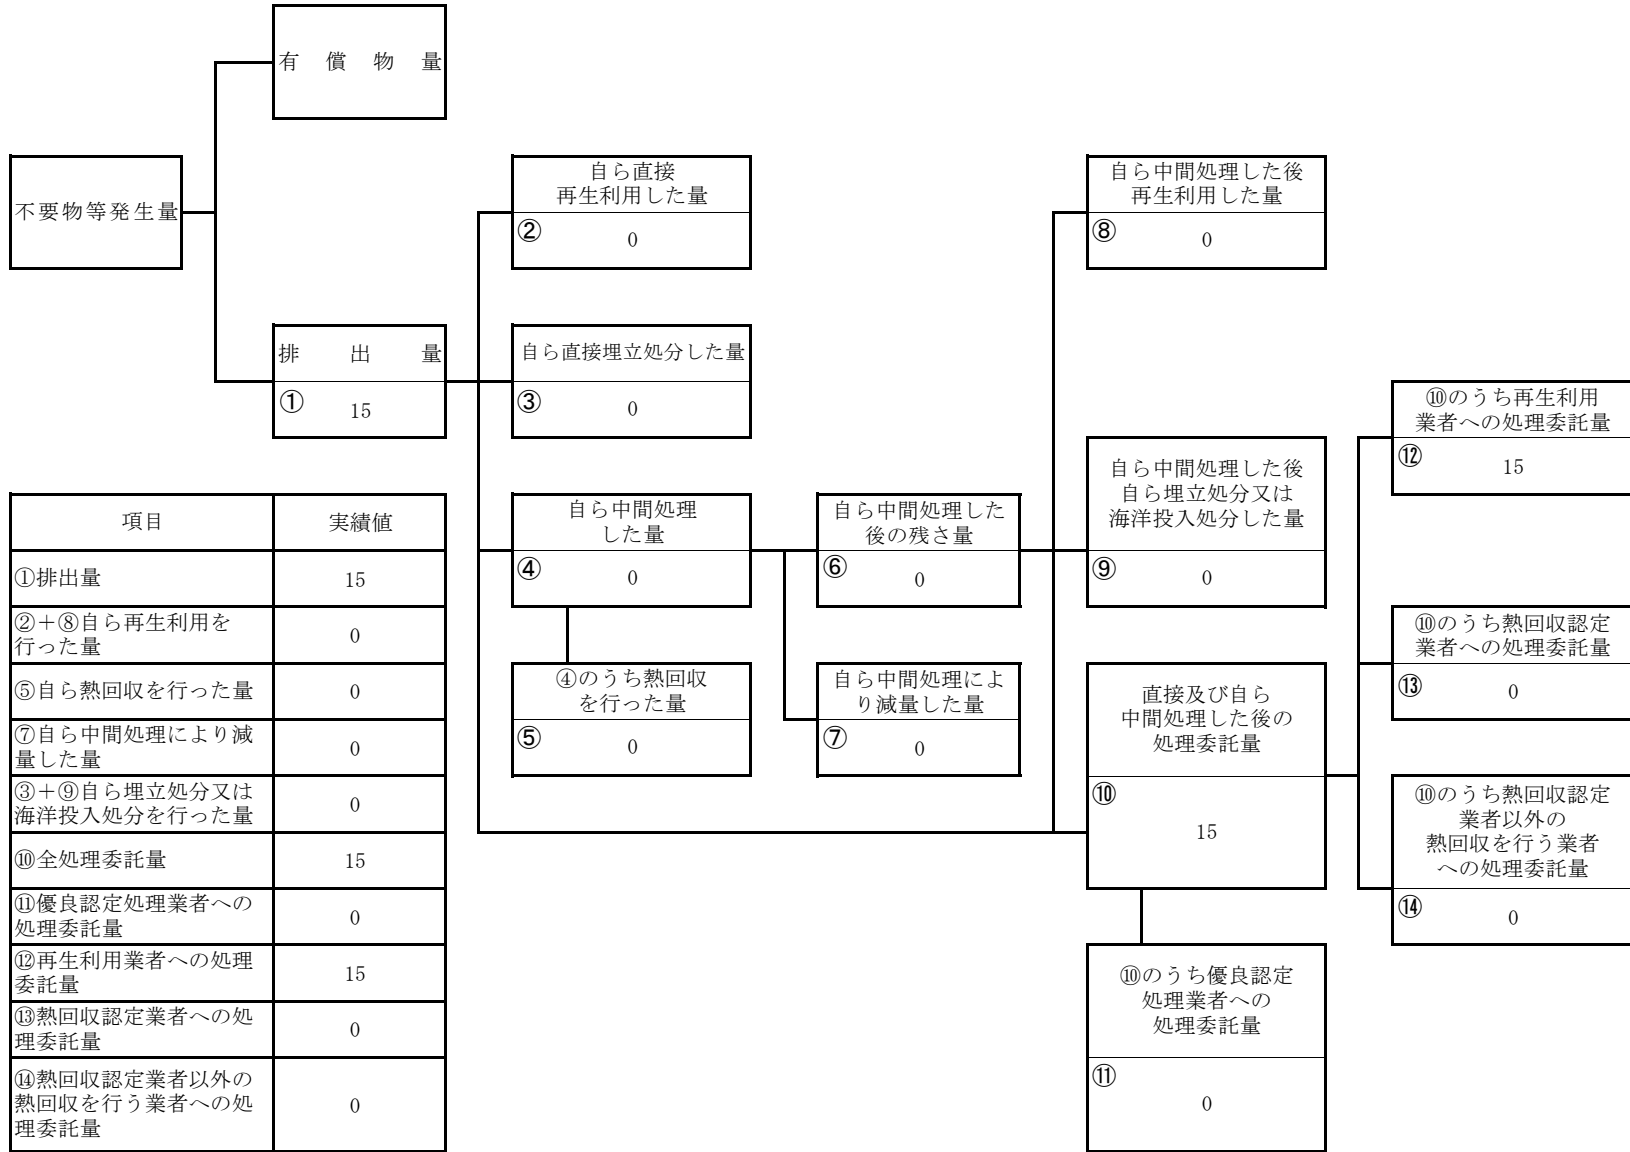 有償物量
不要物等発生量
排出量
①
15
自ら直接
再生利用した量
②
0
自ら直接埋立処分した量
③
0
自ら中間処理
した量
④
0
④のうち熱回収
を行った量
⑤
0
自ら中間処理した
後の残さ量
⑥
0
自ら中間処理によ
り減量した量
⑦
0
自ら中間処理した後
再生利用した量
⑧
0
自ら中間処理した後
自ら埋立処分又は
海洋投入処分した量
⑨
0
直接及び自ら
中間処理した後の
処理委託量
⑩
15
⑩のうち優良認定
処理業者への
処理委託量
⑪
0
⑩のうち再生利用
業者への処理委託量
⑫
15
⑩のうち熱回収認定
業者への処理委託量
⑬
0
⑩のうち熱回収認定
業者以外の
熱回収を行う業者
への処理委託量
⑭
0
項目 実績値
①排出量 15
②+⑧自ら再生利用を
行った量 0
⑤自ら熱回収を行った量 0
⑦自ら中間処理により減
量した量 0
③+⑨自ら埋立処分又は
海洋投入処分を行った量 0
⑩全処理委託量 15
⑪優良認定処理業者への
処理委託量 0
⑫再生利用業者への処理
委託量 15
⑬熱回収認定業者への処
理委託量 0
⑭熱回収認定業者以外の
熱回収を行う業者への処
理委託量 0